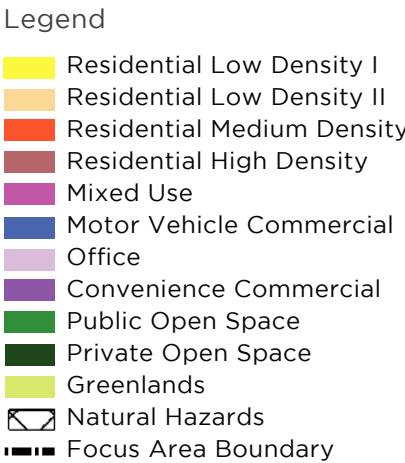 Legend
Residential Low Density I
Residential Low Density II
Residential Medium Density
Residential High Density
Mixed Use
Motor Vehicle Commercial
Office
Convenience Commercial
Public Open Space
Private Open Space
Greenlands
Natural Hazards
Focus Area Boundary